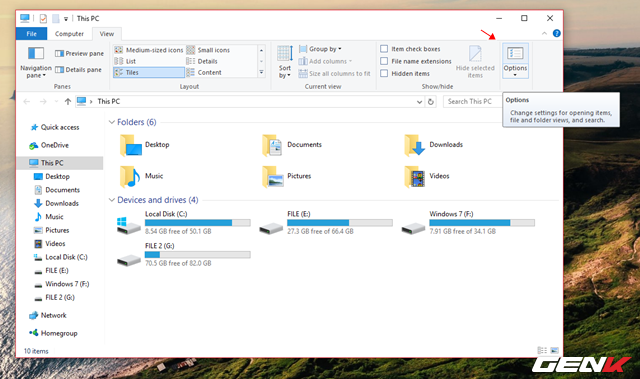 This PC
File
Computer
View
Navigation pane
Preview pane
Details pane
Panes
Medium-sized icons
Small icons
List
Details
Tiles
Content
Layout
Sort by
Group by
Add columns
Size all columns to fit
Current view
Item check boxes
File name extensions
Hidden items
Hide selected items
Show/hide
Options
This PC
Search This PC
Options
Change settings for opening items,
file and folder views, and search.
Quick access
OneDrive
This PC
Desktop
Documents
Downloads
Music
Pictures
Videos
Local Disk (C:)
FILE (E:)
Windows 7 (F:)
FILE 2 (G:)
Network
Homegroup
Folders (6)
Desktop
Documents
Downloads
Music
Pictures
Videos
Devices and drives (4)
Local Disk (C:)
8.54 GB free of 50.1 GB
FILE (E:)
27.3 GB free of 66.4 GB
Windows 7 (F:)
7.91 GB free of 34.1 GB
FILE 2 (G:)
70.5 GB free of 82.0 GB
10 items
GENK